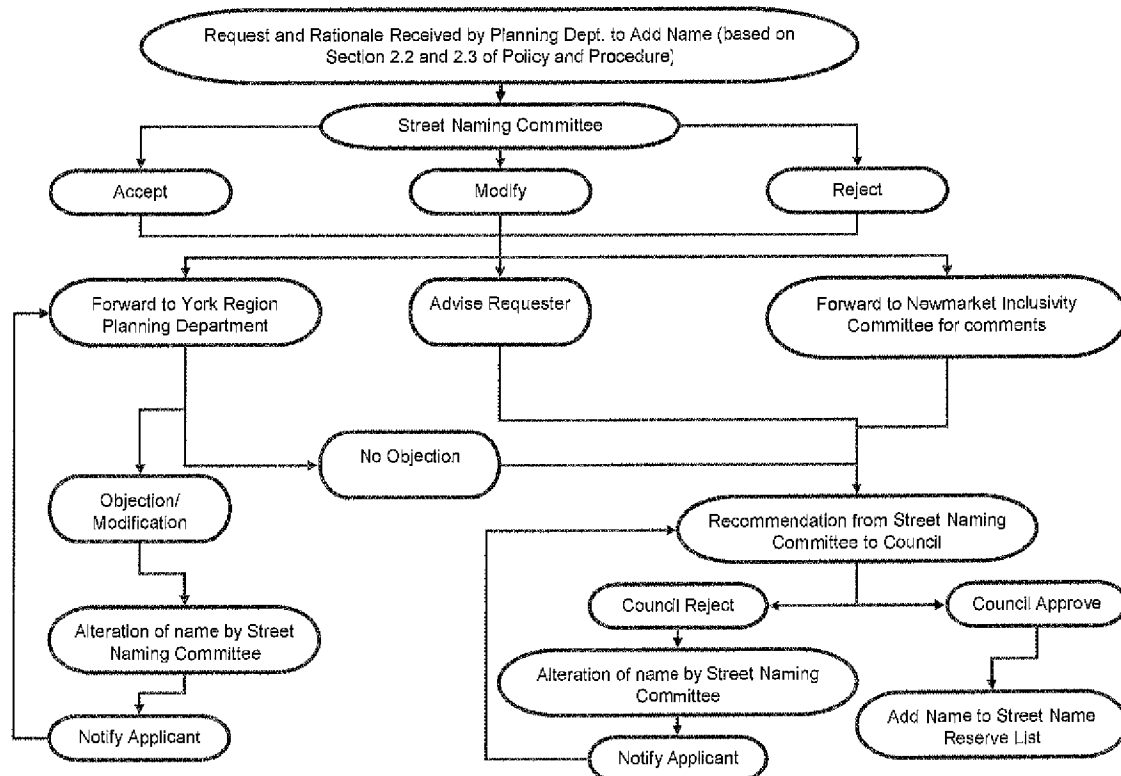 Request and Rationale Received by Planning Dept. to Add Name (based on
Section 2.2 and 2.3 of Policy and Procedure)
Street Naming Committee
Accept
Modify
Reject
Forward to York Region
Planning Department
Advise Requester
Forward to Newmarket Inclusivity
Committee for comments
No Objection
Objection/
Modification
Recommendation from Street Naming
Committee to Council
Council Reject
Council Approve
Alteration of name by Street
Naming Committee
Alteration of name by Street Naming
Committee
Add Name to Street Name
Reserve List
Notify Applicant
Notify Applicant